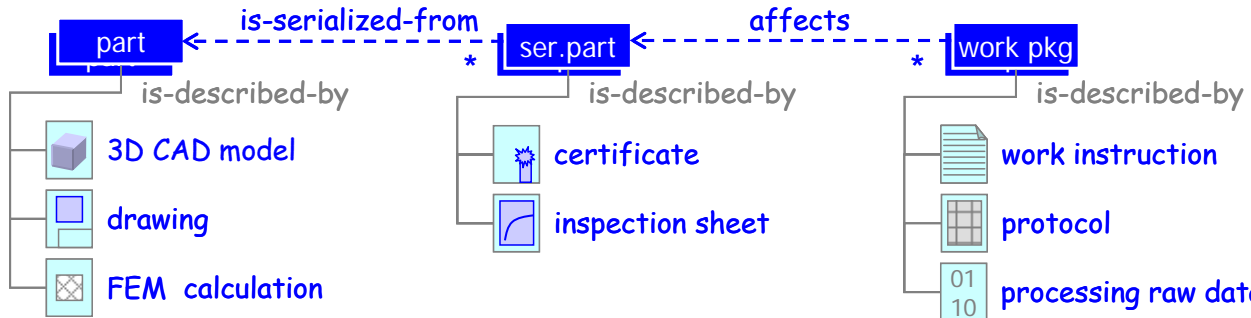 is-serialized-from
affects
part
ser.part
work pkg
*
*
is-described-by
is-described-by
is-described-by
3D CAD model
certificate
work instruction
drawing
inspection sheet
protocol
FEM calculation
01
10
processing raw data